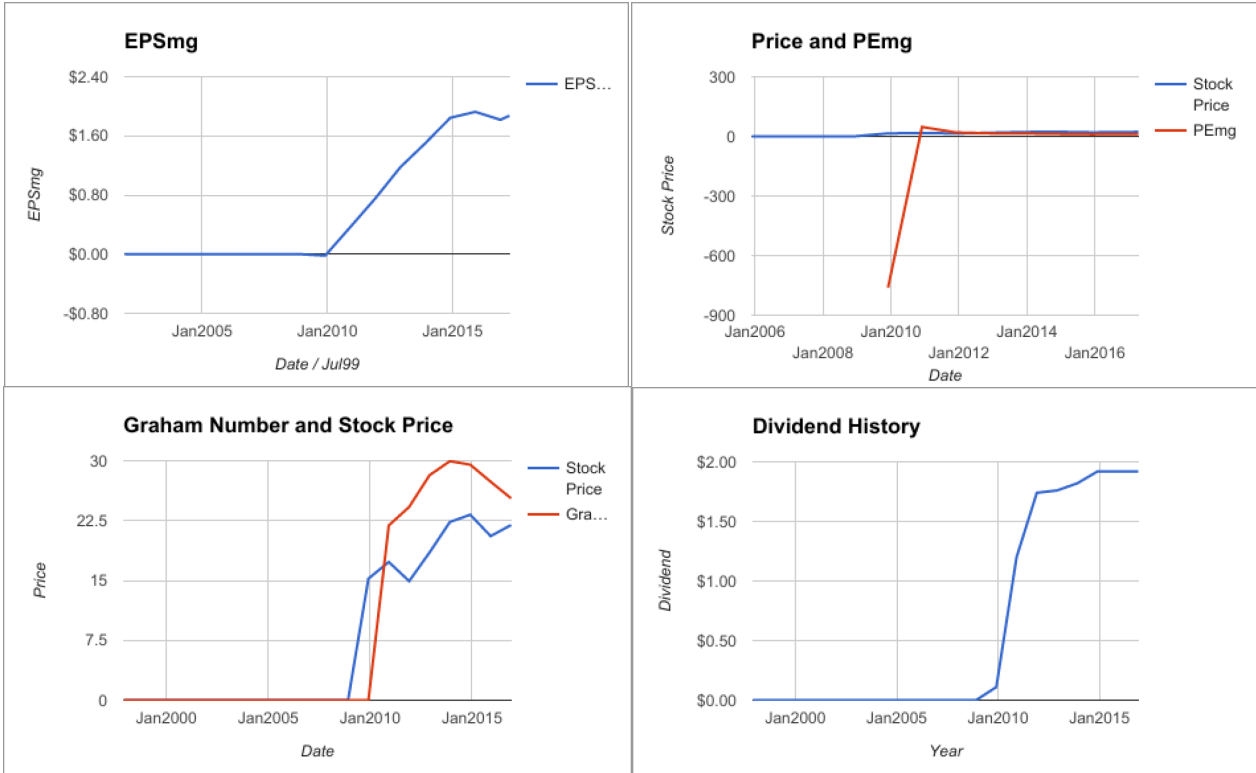 EPSmg
$2.40
$1.60
$0.80
$0.00
-$0.80
EPSmg
Jan2005
Jan2010
Jan2015
Date / Jul99
EPS…
Price and PEmg
300
0
-300
-600
-900
Stock Price
Jan2006
Jan2008
Jan2010
Jan2012
Jan2014
Jan2016
Date
Stock
Price
PEmg
Graham Number and Stock Price
30
22.5
15
7.5
0
Price
Jan2000
Jan2005
Jan2010
Jan2015
Date
Stock
Price
Gra…
Dividend History
$2.00
$1.50
$1.00
$0.50
$0.00
Dividend
Jan2000
Jan2005
Jan2010
Jan2015
Year